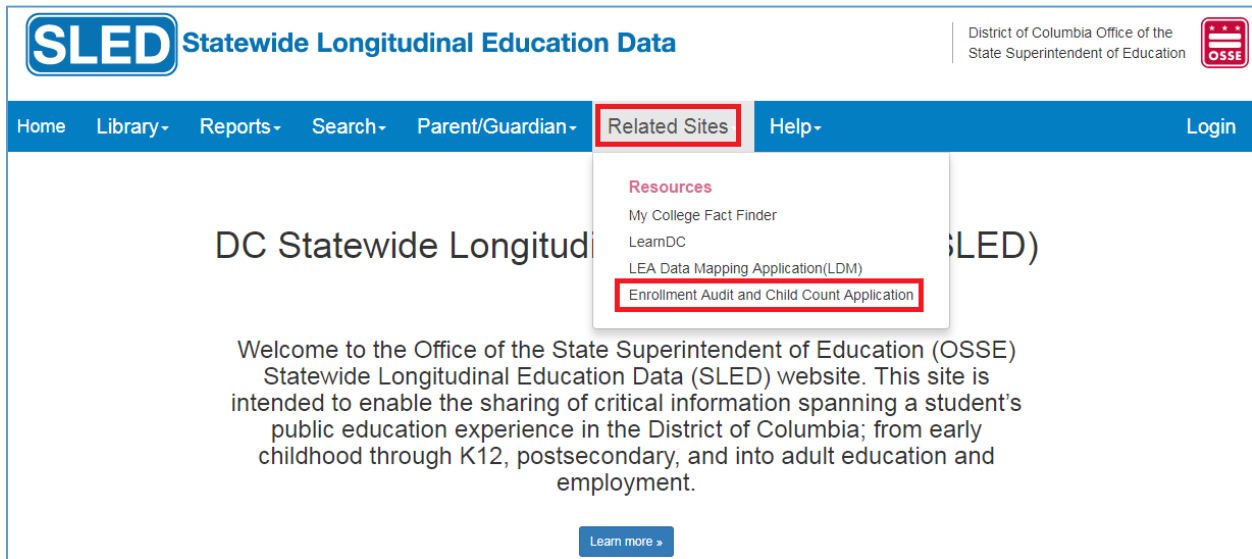 SLED Statewide Longitudinal Education Data
District of Columbia Office of the
State Superintendent of Education
OSSE
Home Library Reports Search Parent/Guardian Related Sites Help Login
Resources
My College Fact Finder
LearnDC
LEA Data Mapping Application(LDM)
Enrollment Audit and Child Count Application
DC Statewide Longitudi SLED)
Welcome to the Office of the State Superintendent of Education (OSSE)
Statewide Longitudinal Education Data (SLED) website. This site is
intended to enable the sharing of critical information spanning a student's
public education experience in the District of Columbia; from early
childhood through K12, postsecondary, and into adult education and
employment.
Learn more »